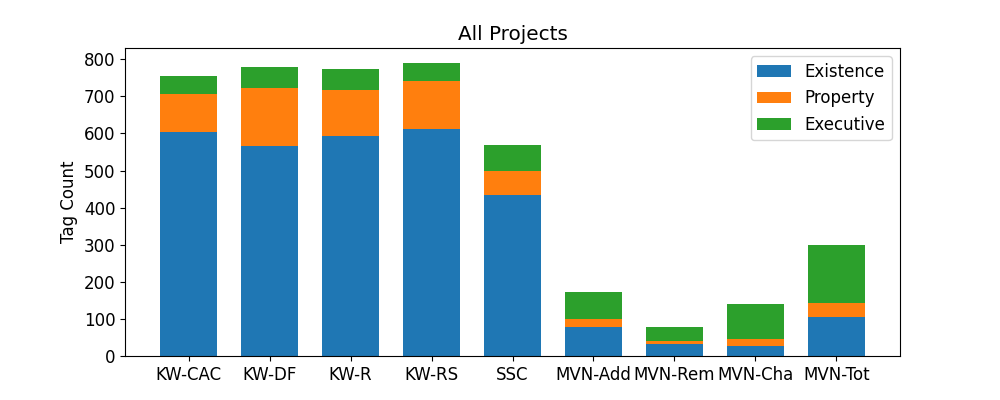 All Projects
Existence
Property
Executive
Tag Count
800
700
600
500
400
300
200
100
0
KW-CAC KW-DF KW-R KW-RS SSC MVN-Add MVN-Rem MVN-Cha MVN-Tot